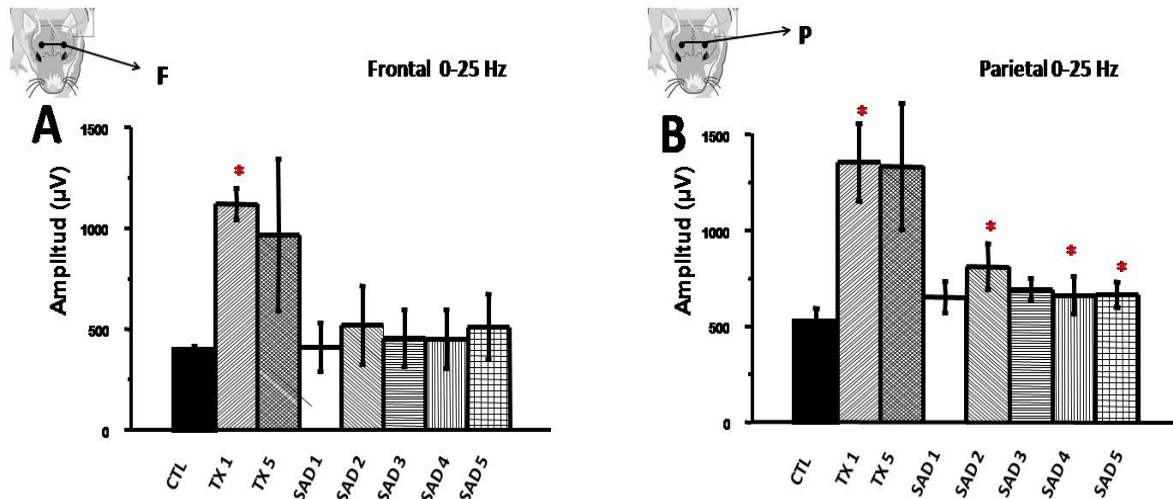 F
Frontal 0-25 Hz
A
Amplitud (µV)
1500
1000
500
0
*
CTL
TX 1
TX 5
SAD 1
SAD 2
SAD 3
SAD 4
SAD 5
P
Parietal 0-25 Hz
B
Amplitud (µV)
1500
1000
500
0
*
*
*
*
CTL
TX 1
TX 5
SAD 1
SAD 2
SAD 3
SAD 4
SAD 5